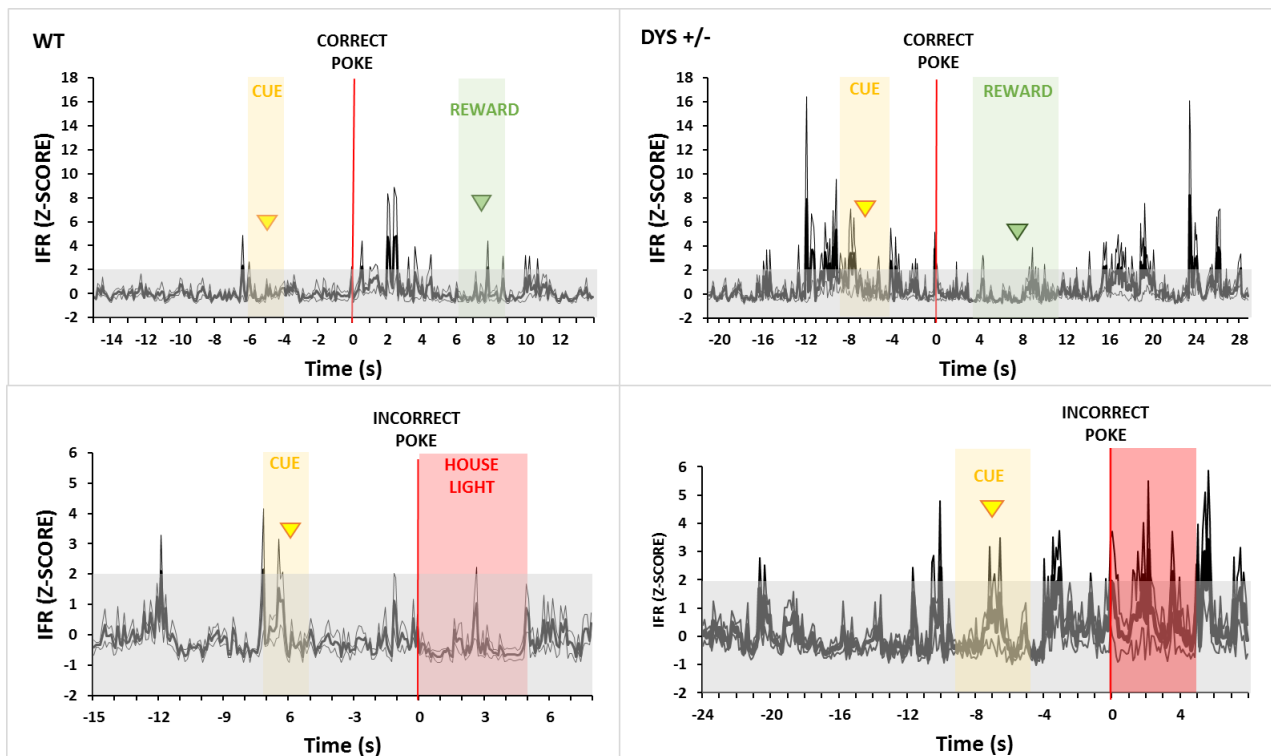 WT
CORRECT
POKE
18
16
14
12
10
8
6
4
2
0
-2
IFR (Z-SCORE)
CUE
REWARD
-14 -12 -10 -8 -6 -4 -2 0 2 4 6 8 10 12
Time (s)
DYS +/-
CORRECT
POKE
18
16
14
12
10
8
6
4
2
0
-2
IFR (Z-SCORE)
CUE
REWARD
-20 -16 -12 -8 -4 0 4 8 12 16 20 24 28
Time (s)
INCORRECT
POKE
6
5
4
3
2
1
0
-1
-2
IFR (Z-SCORE)
CUE
HOUSE
LIGHT
-15 -12 -9 -6 -3 0 3 6
Time (s)
INCORRECT
POKE
6
5
4
3
2
1
0
-1
-2
IFR (Z-SCORE)
CUE
-24 -20 -16 -12 -8 -4 0 4
Time (s)